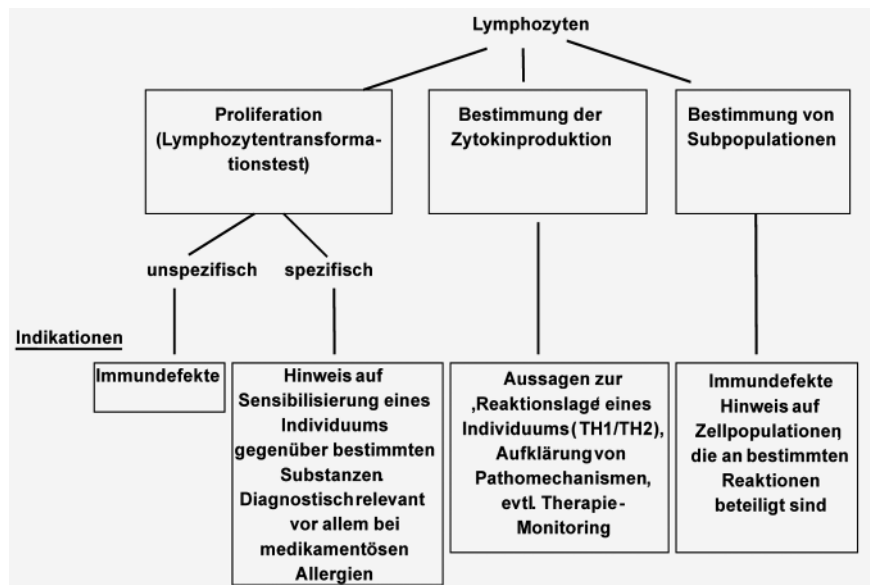 Lymphozyten
Proliferation
(Lymphozytentransforma-
tionstest)
Bestimmung der
Zytokinproduktion
Bestimmung von
Subpopulationen
unspezifisch
spezifisch
Indikationen
Immundefekte
Hinweis auf
Sensibilisierung eines
Individuums
gegenüber bestimmten
Substanzen.
Diagnostisch relevant
vor allem bei
medikamentösen
Allergien
Aussagen zur
‚Reaktionslage‘ eines
Individuums (TH1/TH2),
Aufklärung von
Pathomechanismen,
evtl. Therapie-
Monitoring
Immundefekte
Hinweis auf
Zellpopulationen,
die an bestimmten
Reaktionen
beteiligt sind